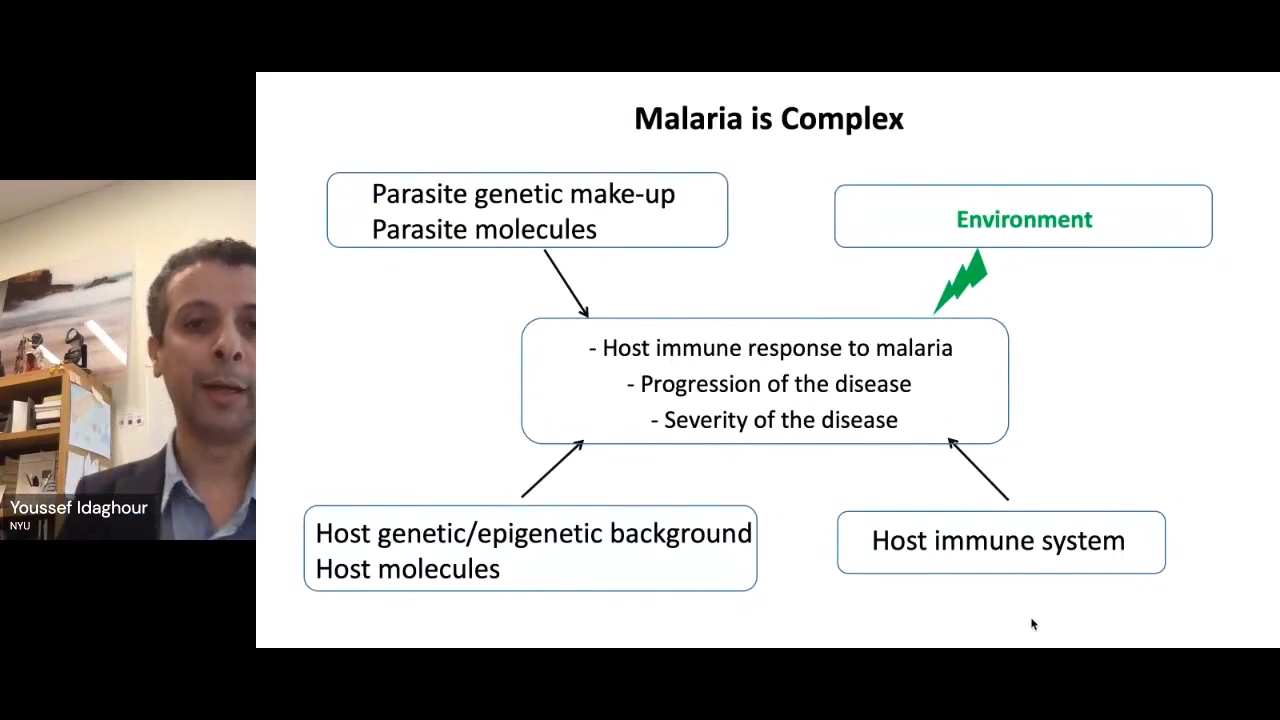 Malaria is Complex
Parasite genetic make-up
Parasite molecules
Environment
- Host immune response to malaria
- Progression of the disease
- Severity of the disease
Host genetic/epigenetic background
Host molecules
Host immune system
Youssef Idaghour
NYU